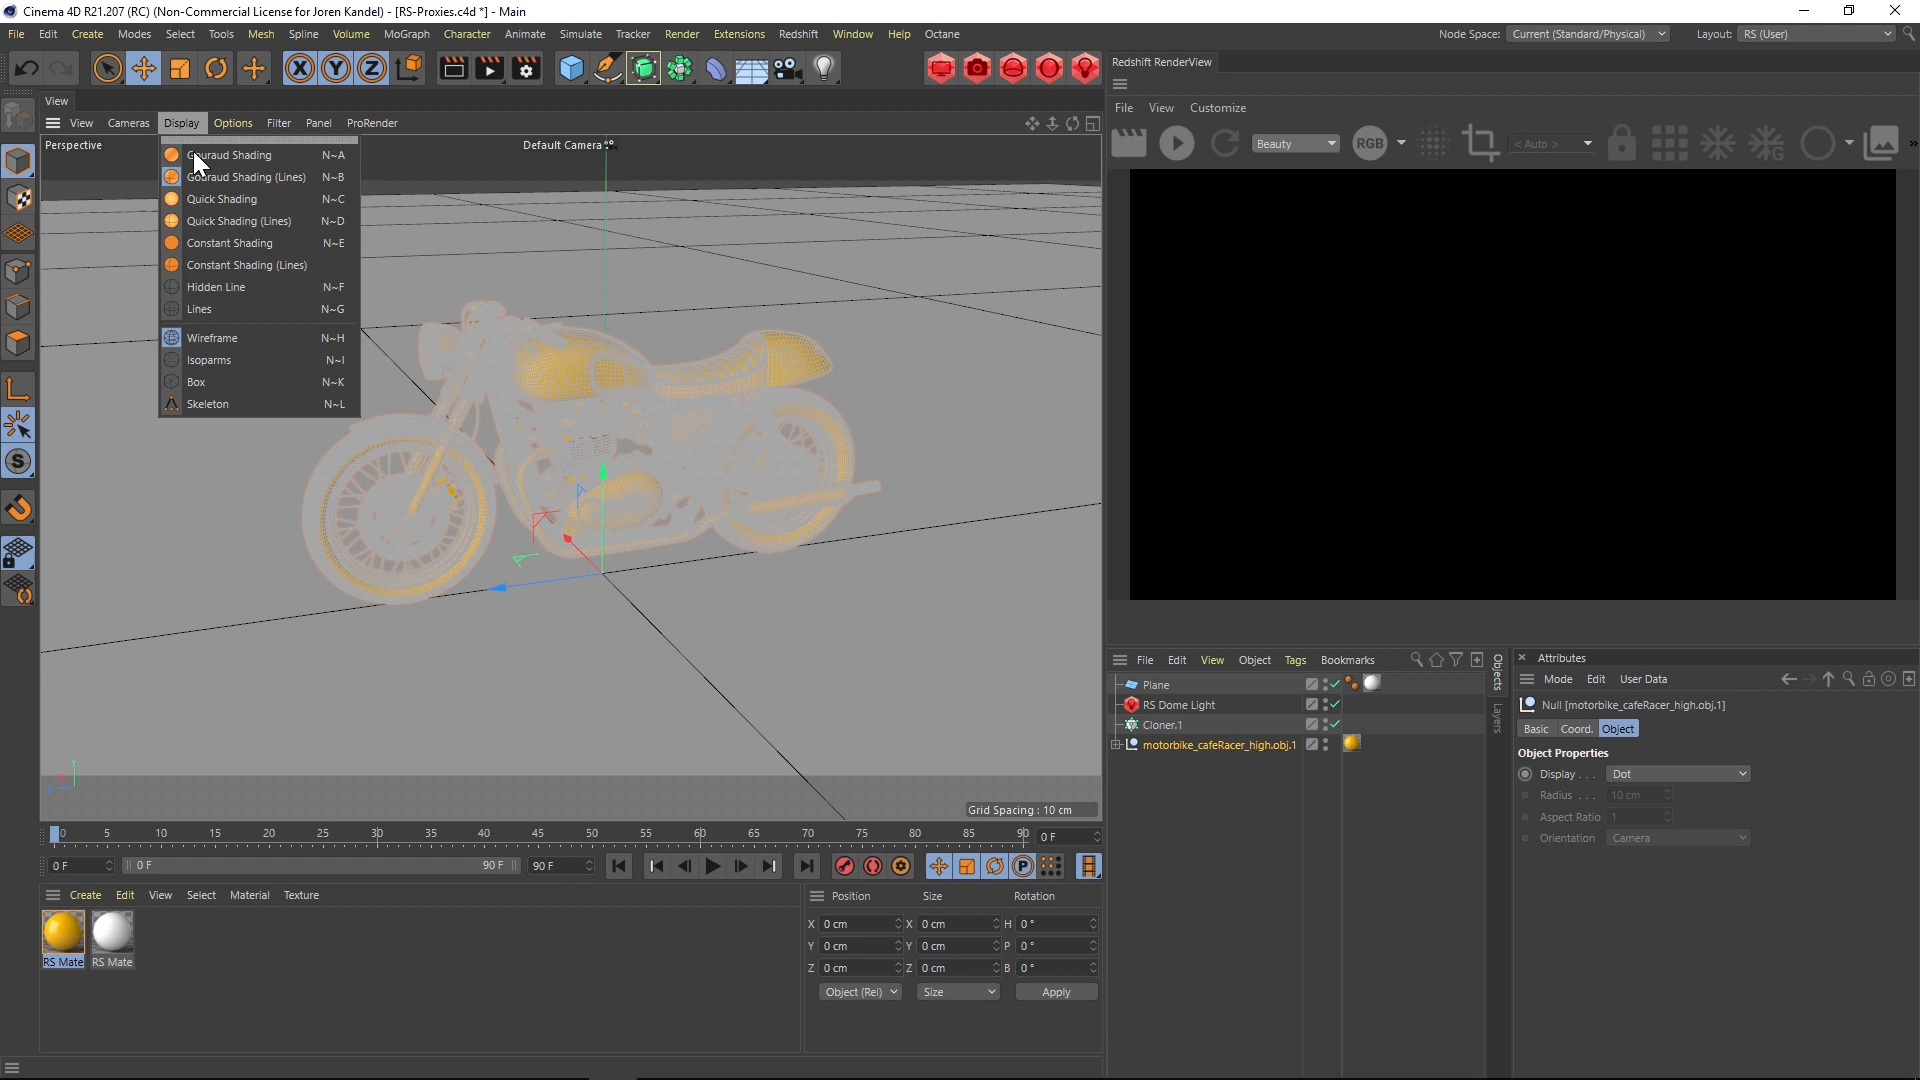 Cinema 4D R21.207 (RC) (Non-Commercial License for Joren Kandel) - [RS-Proxies.c4d *] - Main
File Edit Create Modes Select Tools Mesh Spline Volume MoGraph Character Animate Simulate Tracker Render Extensions Redshift Window Help Octane
Node Space: Current (Standard/Physical) Layout: RS (User)
Redshift RenderView
File View Customize
Beauty RGB < Auto >
View
View Cameras Display Options Filter Panel ProRender
Perspective
Default Camera
Gouraud Shading N~A
Gouraud Shading (Lines) N~B
Quick Shading N~C
Quick Shading (Lines) N~D
Constant Shading N~E
Constant Shading (Lines)
Hidden Line N~F
Lines N~G
Wireframe N~H
Isoparms N~I
Box N~K
Skeleton N~L
Y
Grid Spacing : 10 cm
0 5 10 15 20 25 30 35 40 45 50 55 60 65 70 75 80 85 90 0 F
0 F 0 F 90 F 90 F
Create Edit View Select Material Texture
RS Mate RS Mate
Position Size Rotation
X 0 cm X 0 cm H 0 °
Y 0 cm Y 0 cm P 0 °
Z 0 cm Z 0 cm B 0 °
Object (Rel) Size Apply
File Edit View Object Tags Bookmarks
Plane
RS Dome Light
Cloner.1
motorbike_cafeRacer_high.obj.1
Objects
Layers
Attributes
Mode Edit User Data
Null [motorbike_cafeRacer_high.obj.1]
Basic Coord. Object
Object Properties
Display . . . Dot
Radius . . . 10 cm
Aspect Ratio 1
Orientation Camera